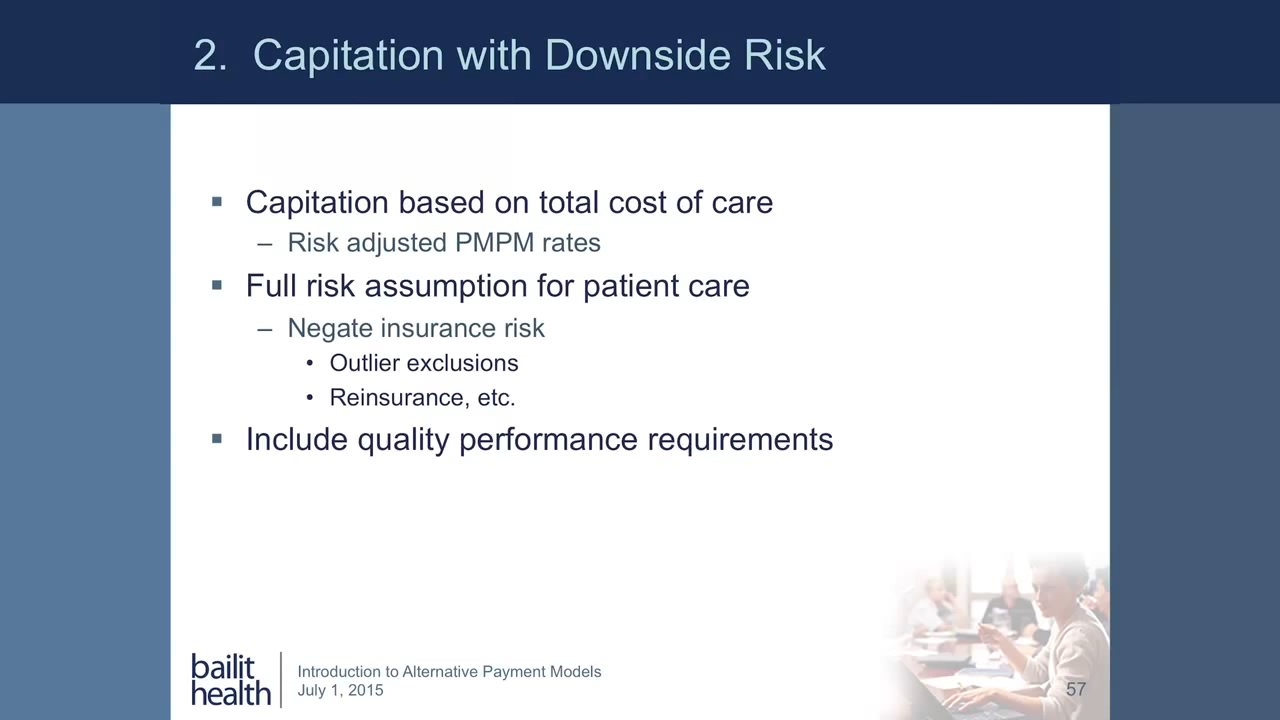 2. Capitation with Downside Risk
▪ Capitation based on total cost of care
– Risk adjusted PMPM rates
▪ Full risk assumption for patient care
– Negate insurance risk
• Outlier exclusions
• Reinsurance, etc.
▪ Include quality performance requirements
bailit
health
Introduction to Alternative Payment Models
July 1, 2015
57